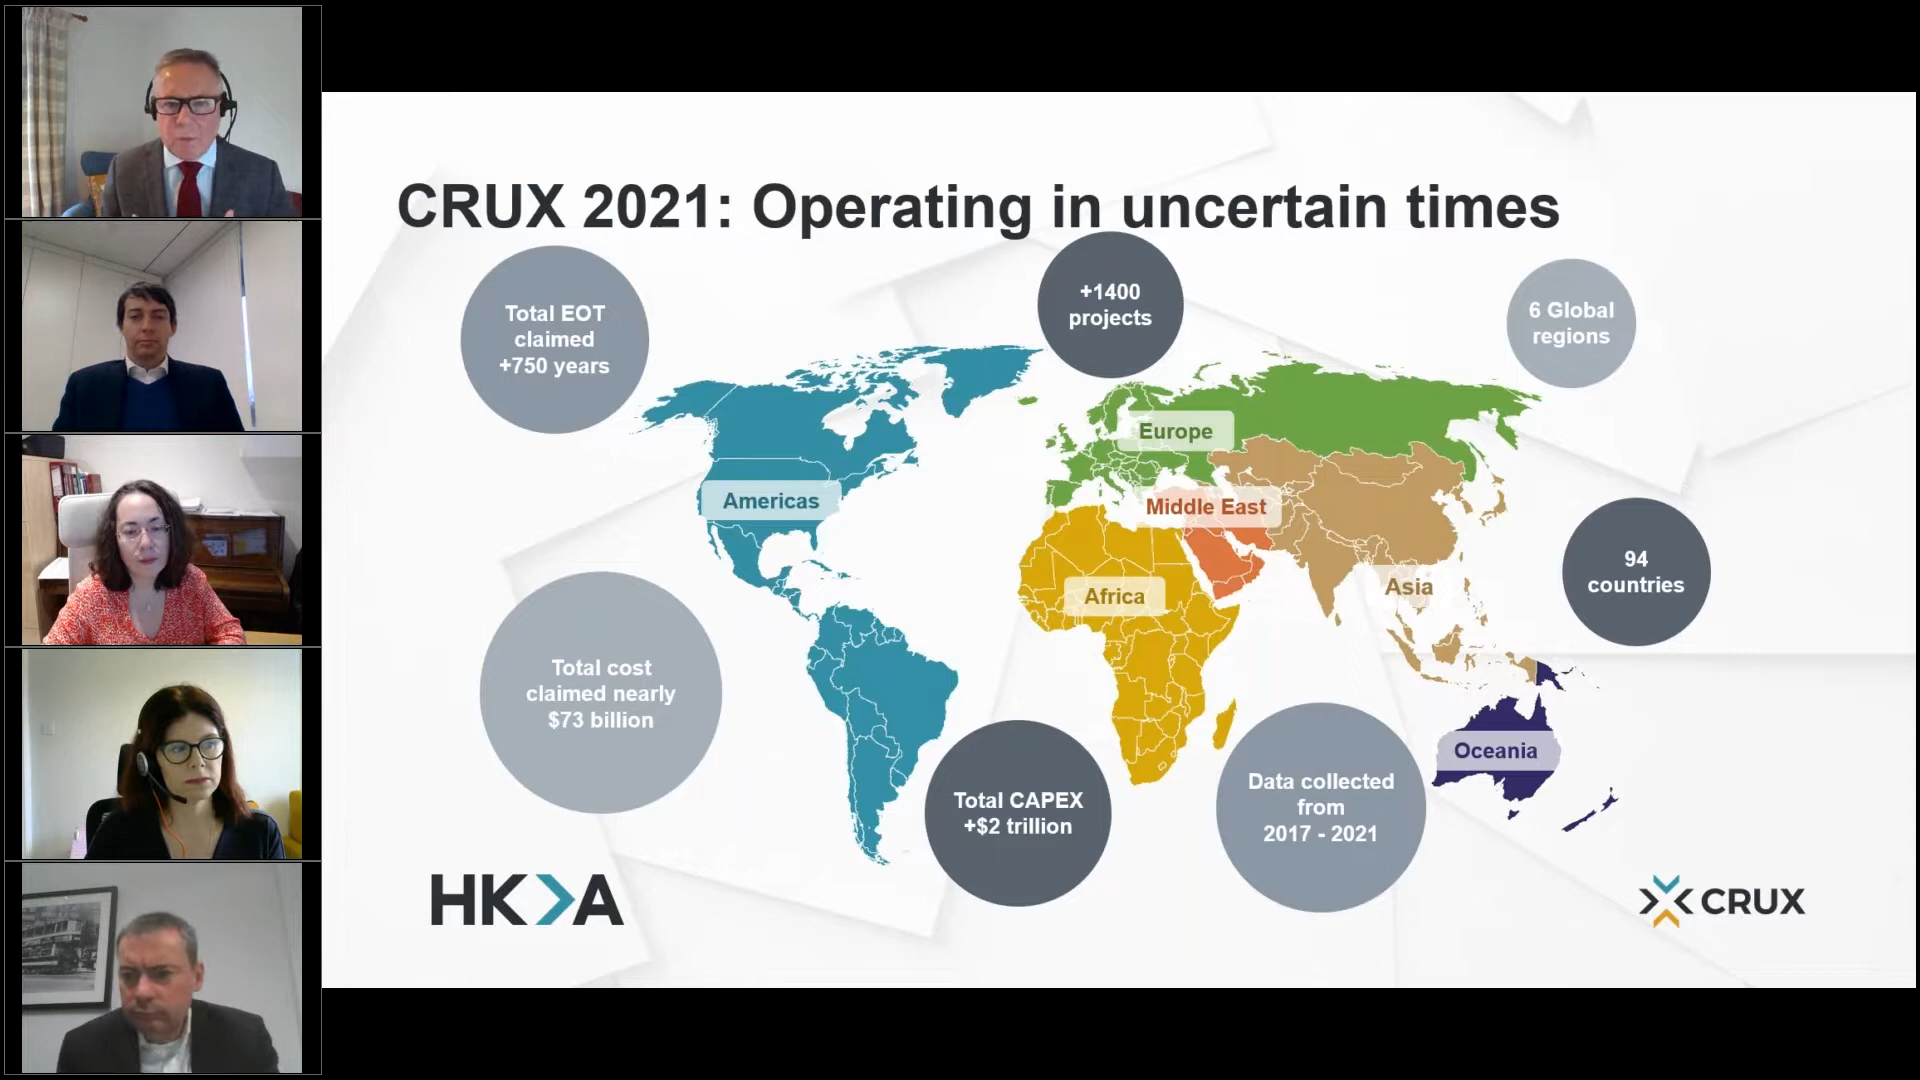 CRUX 2021: Operating in uncertain times
Total EOT
claimed
+750 years
+1400
projects
6 Global
regions
Europe
Americas
Middle East
94
countries
Asia
Africa
Total cost
claimed nearly
$73 billion
Oceania
Total CAPEX
+$2 trillion
Data collected
from
2017 - 2021
HKA
CRUX